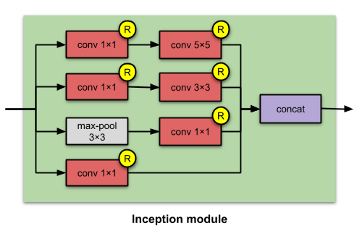 R
R
conv 1×1
conv 5×5
R
R
conv 1×1
conv 3×3
concat
R
max-pool
3×3
conv 1×1
R
conv 1×1
Inception module